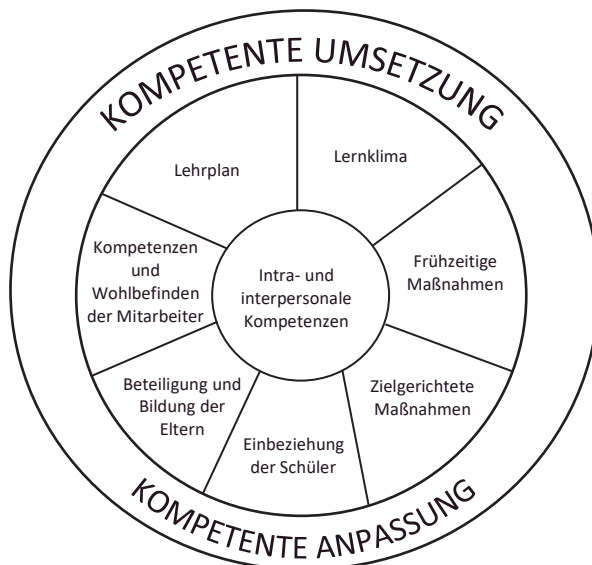 KOMPETENTE UMSETZUNG
Lehrplan
Lernklima
Kompetenzen
und
Wohlbefinden
der Mitarbeiter
Intra- und
interpersonale
Kompetenzen
Frühzeitige
Maßnahmen
Beteiligung und
Bildung der
Eltern
Einbeziehung
der Schüler
Zielgerichtete
Maßnahmen
KOMPETENTE ANPASSUNG